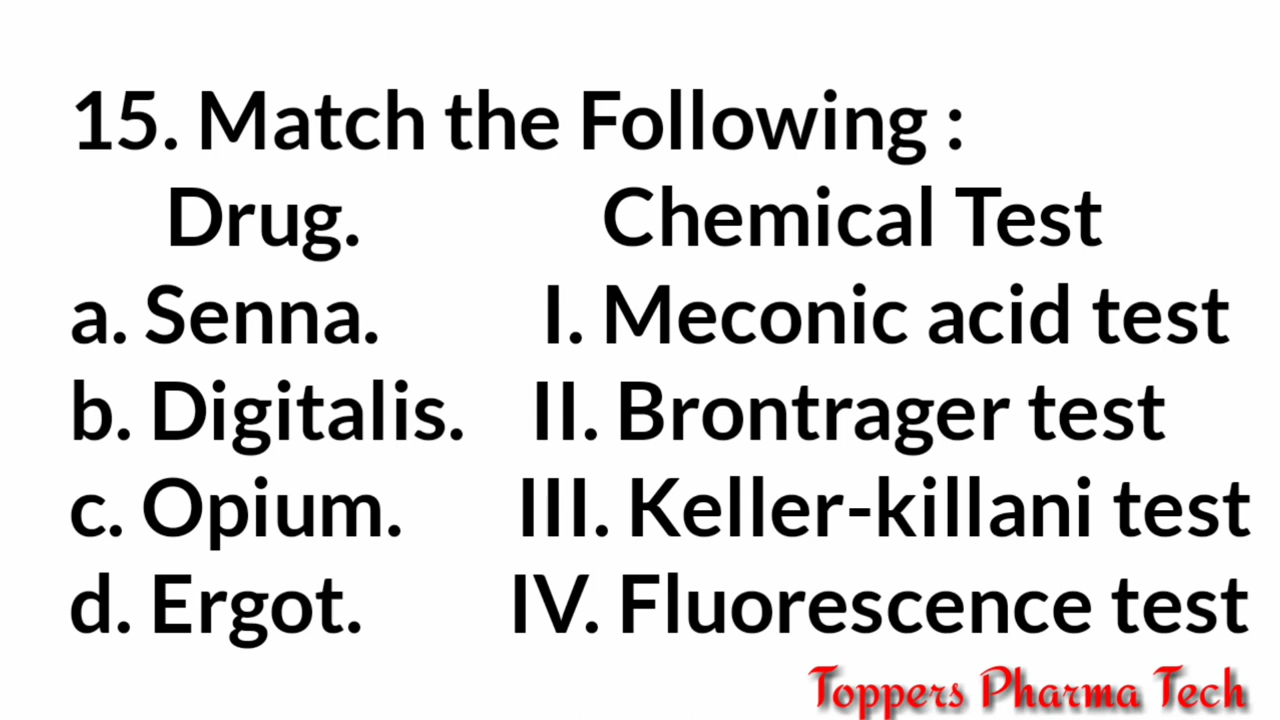 15. Match the Following :
Drug. Chemical Test
a. Senna. I. Meconic acid test
b. Digitalis. II. Brontrager test
c. Opium. III. Keller-killani test
d. Ergot. IV. Fluorescence test
Toppers Pharma Tech